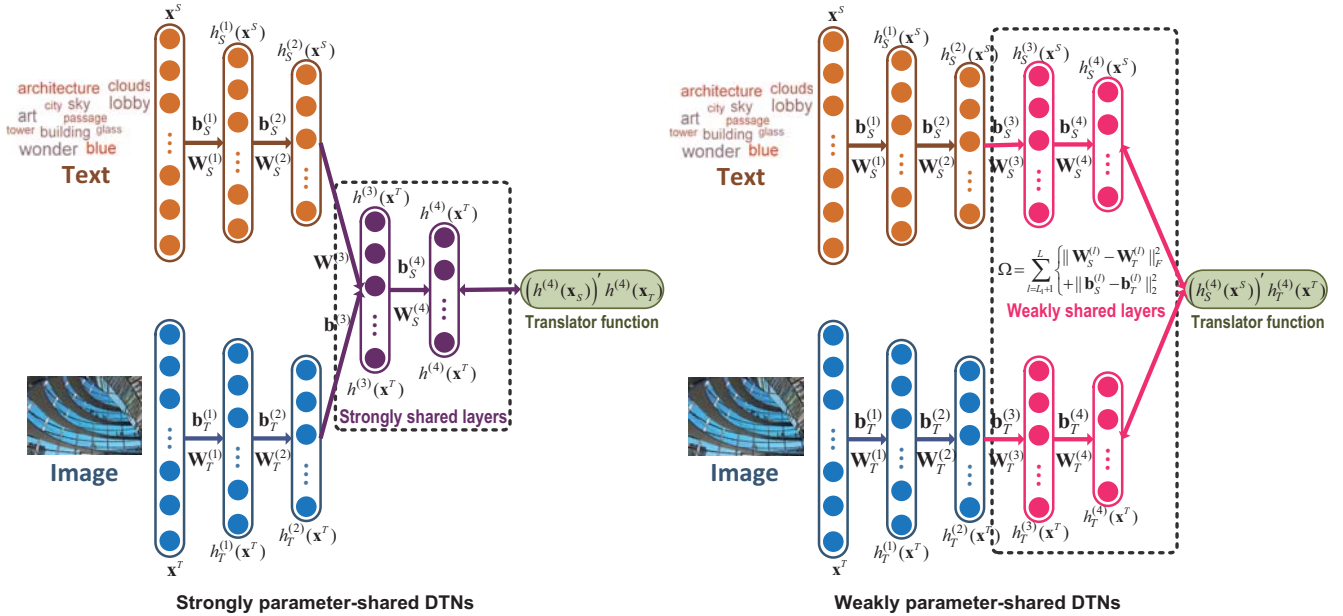 x^S
h_S^{(1)}(x^S)
h_S^{(2)}(x^S)
architecture clouds
city sky lobby
art passage
tower building glass
wonder blue
Text
b_S^{(1)}
W_S^{(1)}
b_S^{(2)}
W_S^{(2)}
W^{(3)}
b^{(3)}
h^{(3)}(x^T)
h^{(4)}(x^T)
b_S^{(4)}
W_S^{(4)}
h^{(3)}(x^T)
h^{(4)}(x^T)
Strongly shared layers
(h^{(4)}(x_S))′ h^{(4)}(x_T)
Translator function
Image
b_T^{(1)}
W_T^{(1)}
b_T^{(2)}
W_T^{(2)}
h_T^{(1)}(x^T)
h_T^{(2)}(x^T)
x^T
Strongly parameter-shared DTNs
x^S
h_S^{(1)}(x^S)
h_S^{(2)}(x^S)
h_S^{(3)}(x^S)
h_S^{(4)}(x^S)
architecture clouds
city sky lobby
art passage
tower building glass
wonder blue
Text
b_S^{(1)}
W_S^{(1)}
b_S^{(2)}
W_S^{(2)}
b_S^{(3)}
W_S^{(3)}
b_S^{(4)}
W_S^{(4)}
Ω = ∑_{l=L_1+1}^{L} { ‖ W_S^{(l)} − W_T^{(l)} ‖_F^2
+ ‖ b_S^{(l)} − b_T^{(l)} ‖_2^2
Weakly shared layers
(h_S^{(4)}(x^S))′ h_T^{(4)}(x^T)
Translator function
Image
b_T^{(1)}
W_T^{(1)}
b_T^{(2)}
W_T^{(2)}
b_T^{(3)}
W_T^{(3)}
b_T^{(4)}
W_T^{(4)}
h_T^{(1)}(x^T)
h_T^{(2)}(x^T)
h_T^{(3)}(x^T)
h_T^{(4)}(x^T)
x^T
Weakly parameter-shared DTNs